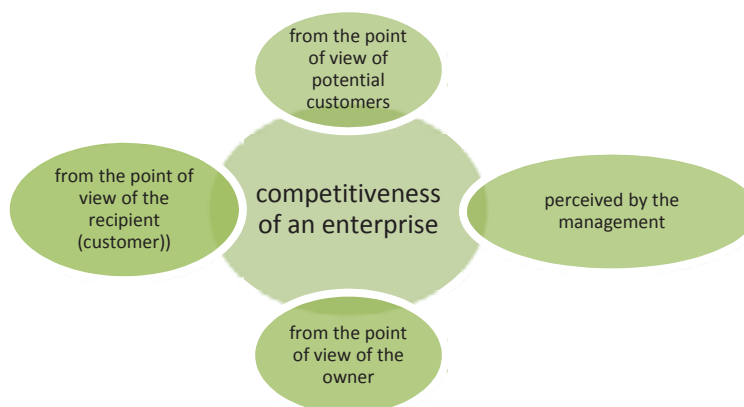 from the point
of view of
potential
customers
from the point of
view of the
recipient
(customer))
competitiveness
of an enterprise
perceived by the
management
from the point
of view of the
owner